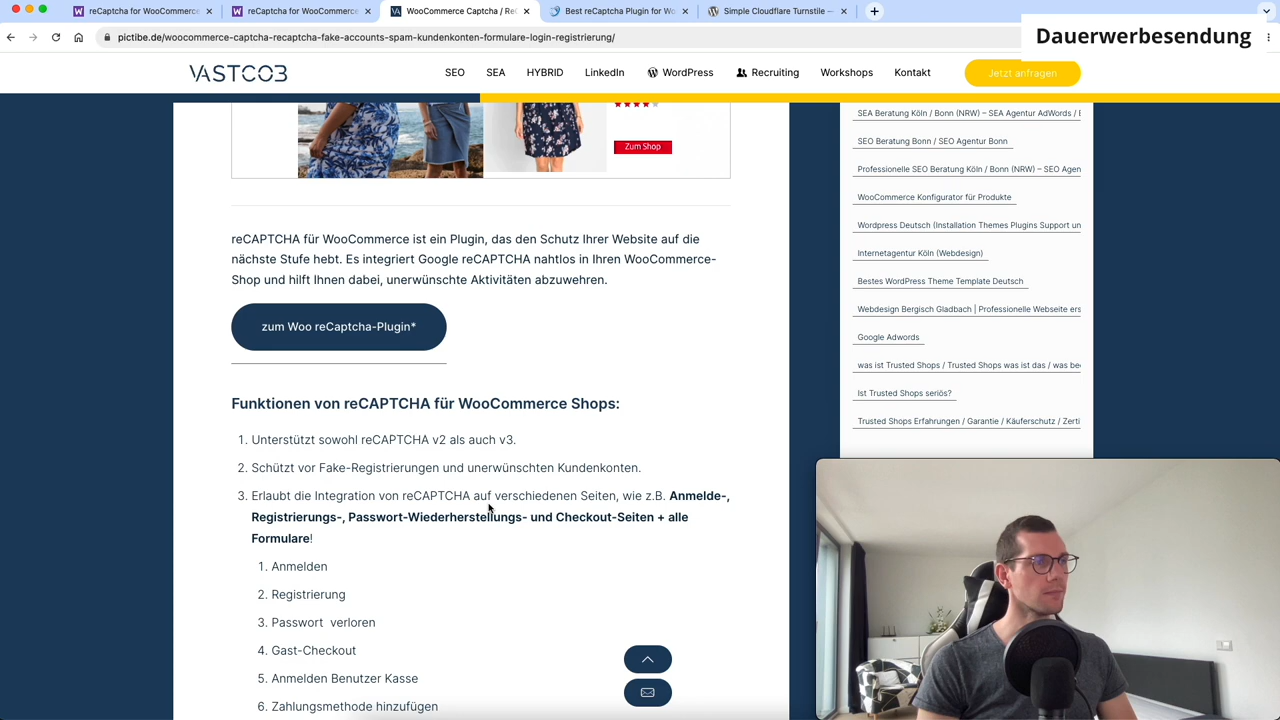 reCaptcha for WooCommerce
reCaptcha for WooCommerce
WooCommerce Captcha / ReC
Best reCaptcha Plugin for Wo
Simple Cloudflare Turnstile —
pictibe.de/woocommerce-captcha-recaptcha-fake-accounts-spam-kundenkonten-formulare-login-registrierung/
Dauerwerbesendung
VASTCOB
SEO
SEA
HYBRID
LinkedIn
WordPress
Recruiting
Workshops
Kontakt
Jetzt anfragen
Zum Shop
reCAPTCHA für WooCommerce ist ein Plugin, das den Schutz Ihrer Website auf die
nächste Stufe hebt. Es integriert Google reCAPTCHA nahtlos in Ihren WooCommerce-
Shop und hilft Ihnen dabei, unerwünschte Aktivitäten abzuwehren.
zum Woo reCaptcha-Plugin*
Funktionen von reCAPTCHA für WooCommerce Shops:
1. Unterstützt sowohl reCAPTCHA v2 als auch v3.
2. Schützt vor Fake-Registrierungen und unerwünschten Kundenkonten.
3. Erlaubt die Integration von reCAPTCHA auf verschiedenen Seiten, wie z.B. Anmelde-,
Registrierungs-, Passwort-Wiederherstellungs- und Checkout-Seiten + alle
Formulare!
1. Anmelden
2. Registrierung
3. Passwort verloren
4. Gast-Checkout
5. Anmelden Benutzer Kasse
6. Zahlungsmethode hinzufügen
SEA Beratung Köln / Bonn (NRW) – SEA Agentur AdWords /
SEO Beratung Bonn / SEO Agentur Bonn
Professionelle SEO Beratung Köln / Bonn (NRW) – SEO Agen
WooCommerce Konfigurator für Produkte
Wordpress Deutsch (Installation Themes Plugins Support un
Internetagentur Köln (Webdesign)
Bestes WordPress Theme Template Deutsch
Webdesign Bergisch Gladbach | Professionelle Webseite ers
Google Adwords
was ist Trusted Shops / Trusted Shops was ist das / was be
Ist Trusted Shops seriös?
Trusted Shops Erfahrungen / Garantie / Käuferschutz / Zerti